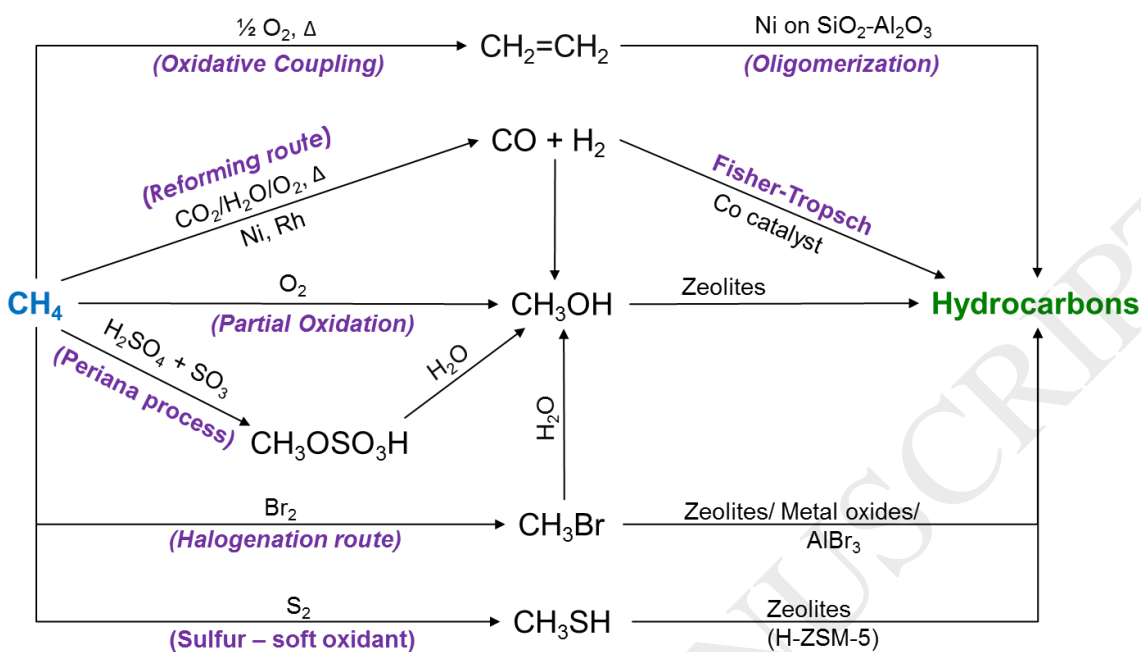 ½ O₂, Δ
(Oxidative Coupling)
CH₂=CH₂
Ni on SiO₂-Al₂O₃
(Oligomerization)
(Reforming route)
CO₂/H₂O/O₂, Δ
Ni, Rh
CO + H₂
Fisher-Tropsch
Co catalyst
CH₄
O₂
(Partial Oxidation)
CH₃OH
Zeolites
Hydrocarbons
H₂SO₄ + SO₃
(Periana process)
CH₃OSO₃H
H₂O
H₂O
Br₂
(Halogenation route)
CH₃Br
Zeolites/ Metal oxides/
AlBr₃
S₂
(Sulfur – soft oxidant)
CH₃SH
Zeolites
(H-ZSM-5)
NUSCRIPT